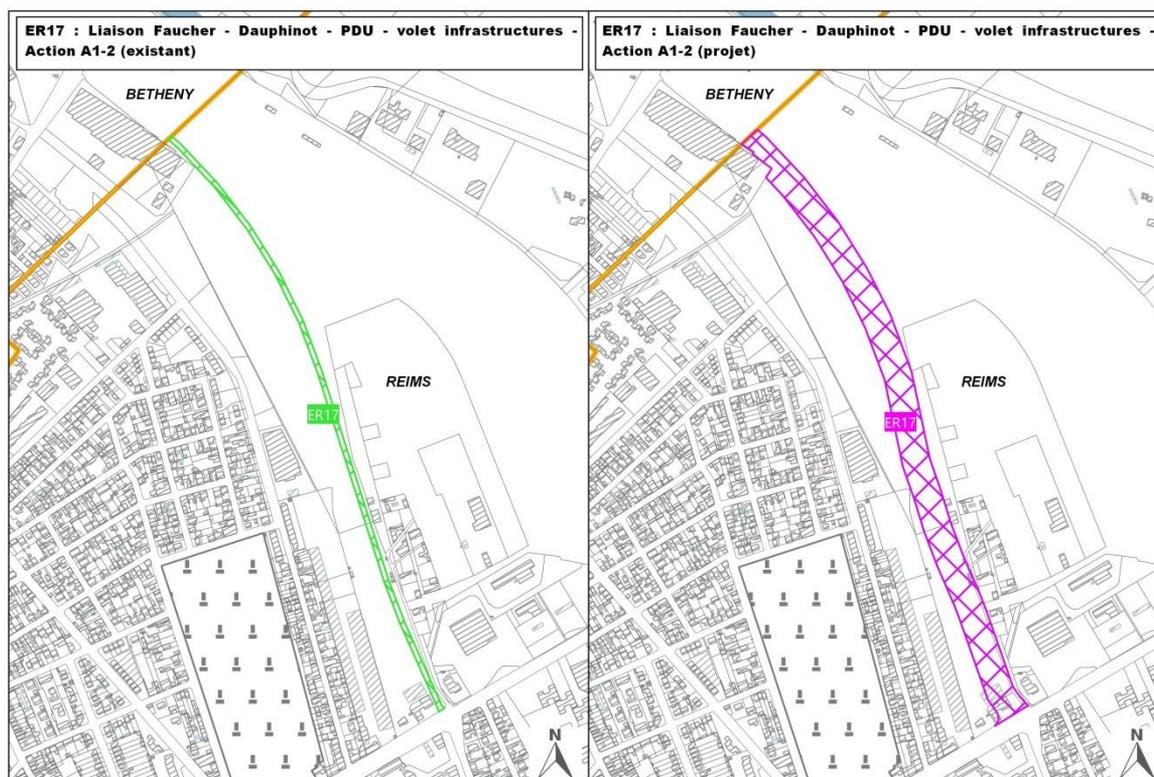 ER17 : Liaison Faucher - Dauphinot - PDU - volet infrastructures -
Action A1-2 (existant)
BETHENY
REIMS
ER17
N
ER17 : Liaison Faucher - Dauphinot - PDU - volet infrastructures -
Action A1-2 (projet)
BETHENY
REIMS
ER17
N